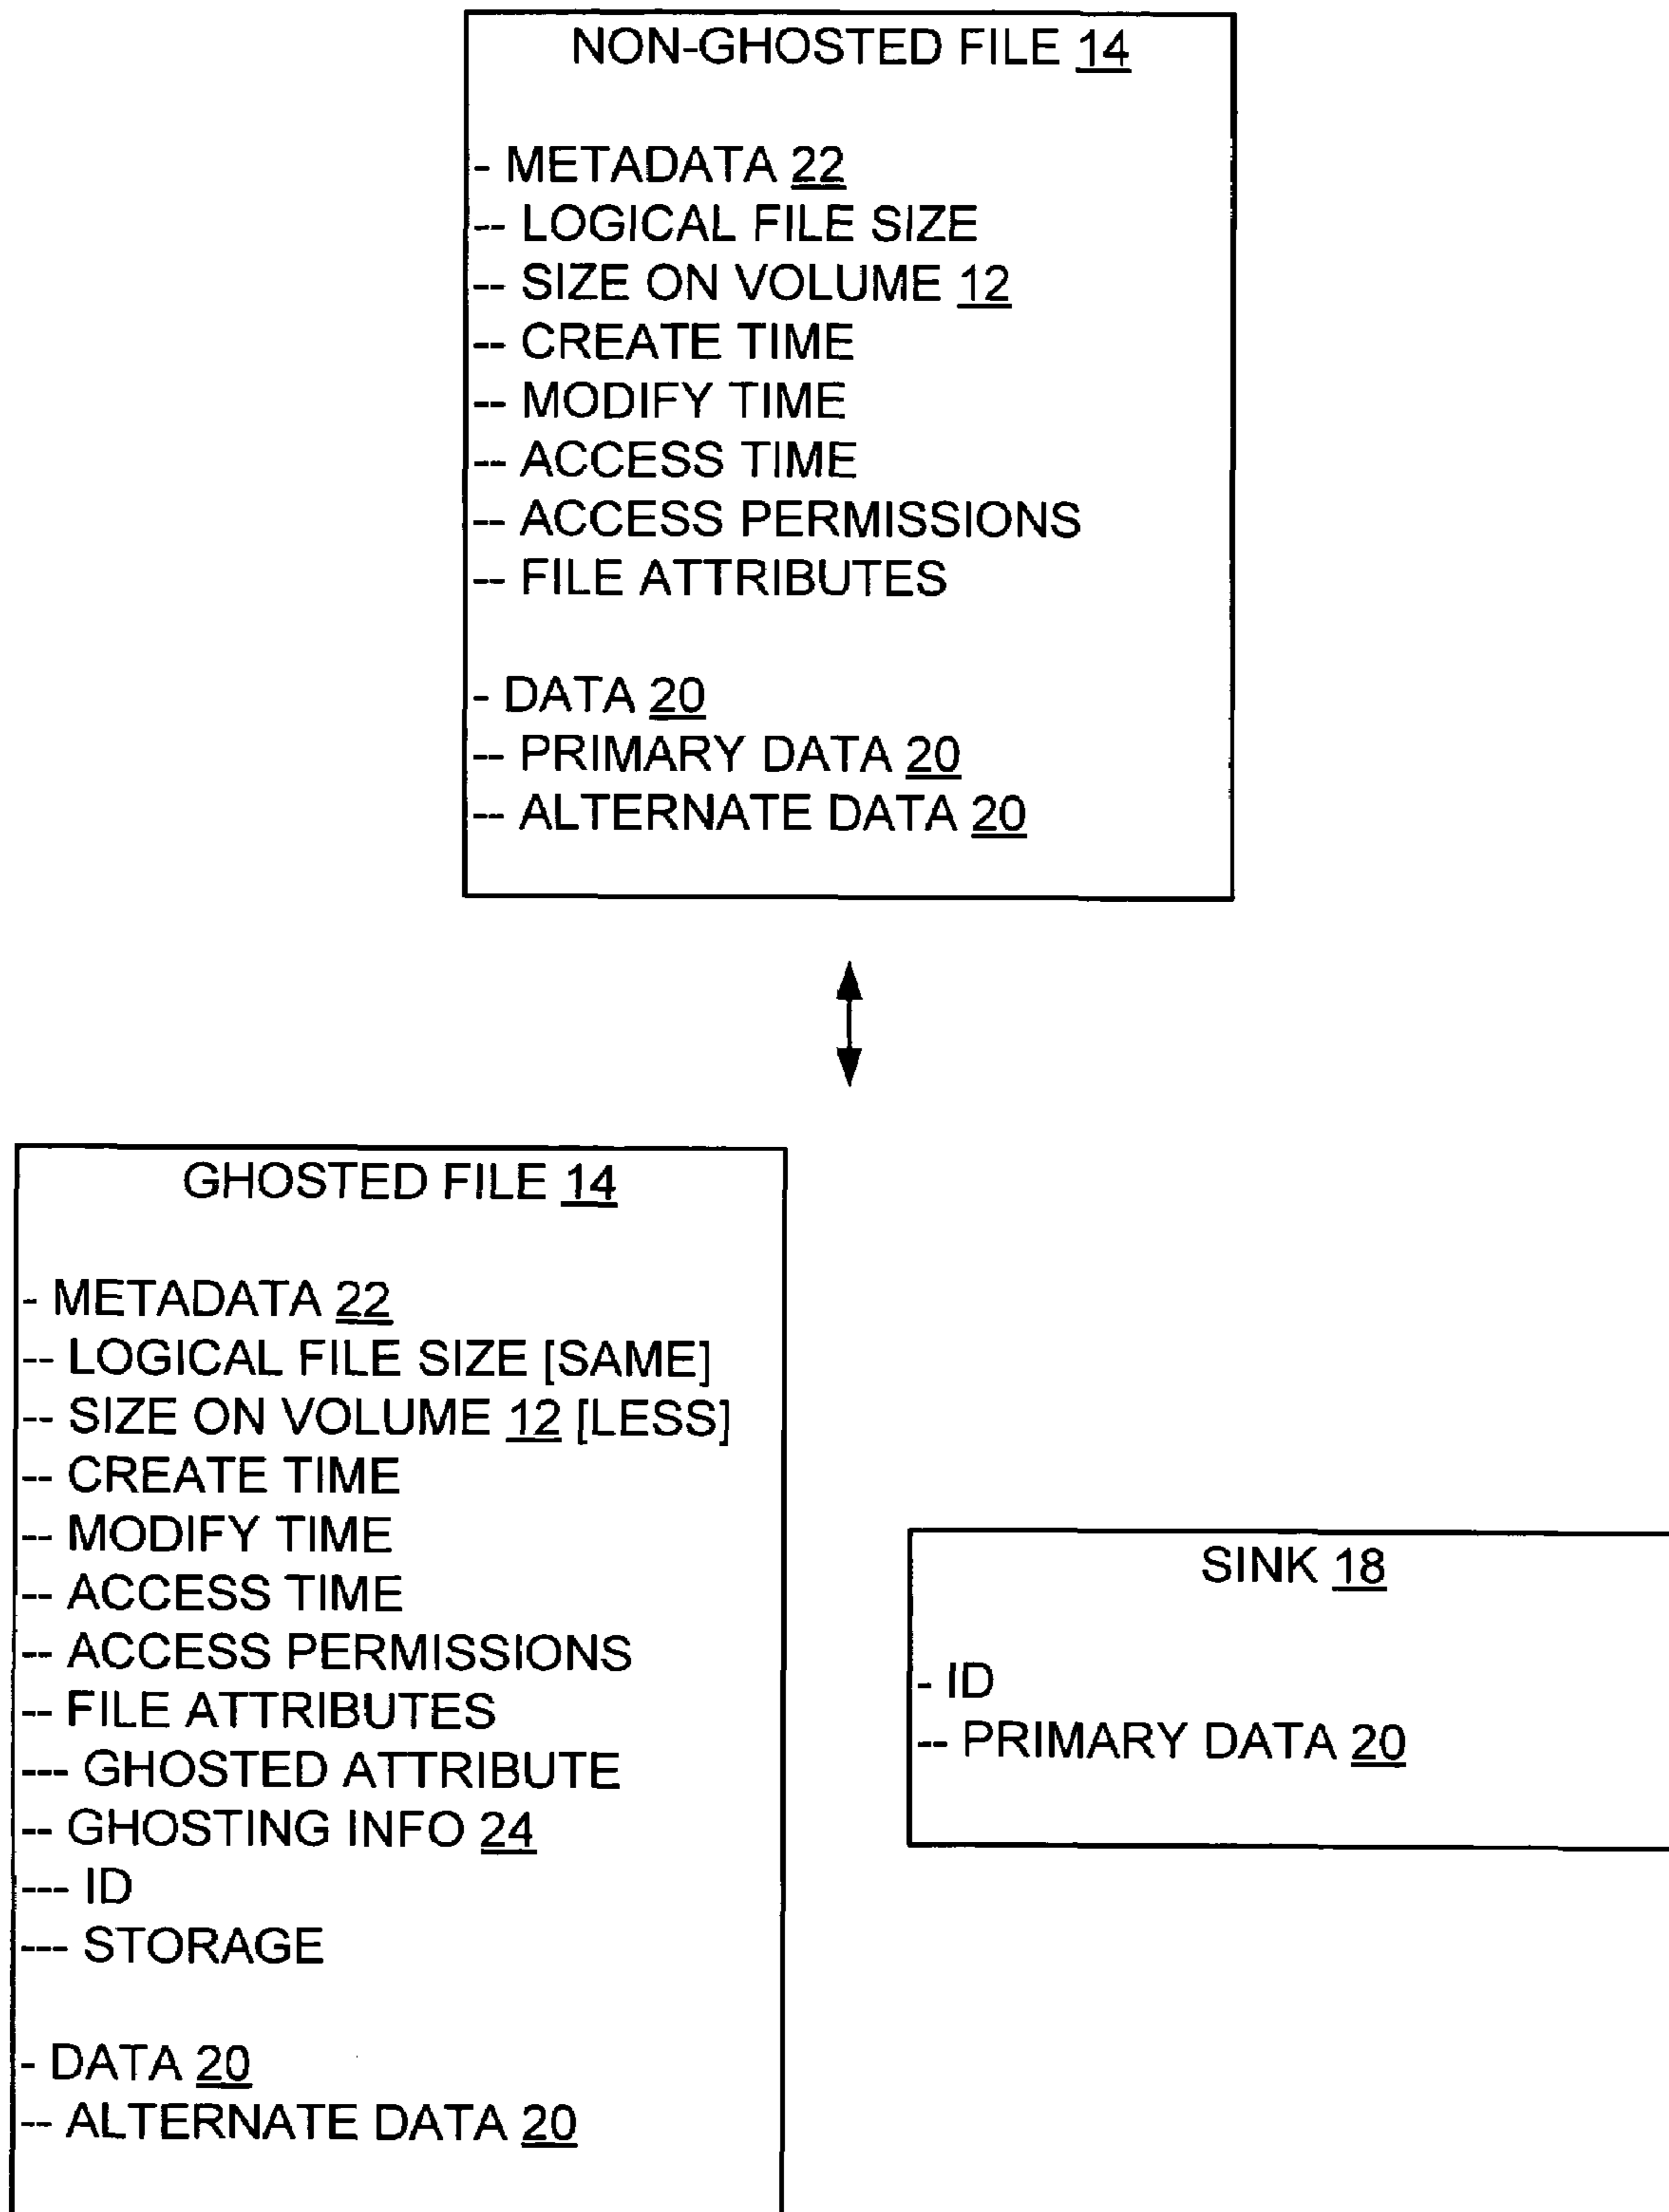 NON-GHOSTED FILE 14
- METADATA 22
-- LOGICAL FILE SIZE
-- SIZE ON VOLUME 12
-- CREATE TIME
-- MODIFY TIME
-- ACCESS TIME
-- ACCESS PERMISSIONS
-- FILE ATTRIBUTES
- DATA 20
-- PRIMARY DATA 20
-- ALTERNATE DATA 20
GHOSTED FILE 14
- METADATA 22
-- LOGICAL FILE SIZE [SAME]
-- SIZE ON VOLUME 12 [LESS]
-- CREATE TIME
-- MODIFY TIME
-- ACCESS TIME
-- ACCESS PERMISSIONS
-- FILE ATTRIBUTES
--- GHOSTED ATTRIBUTE
-- GHOSTING INFO 24
--- ID
--- STORAGE
- DATA 20
-- ALTERNATE DATA 20
SINK 18
- ID
-- PRIMARY DATA 20